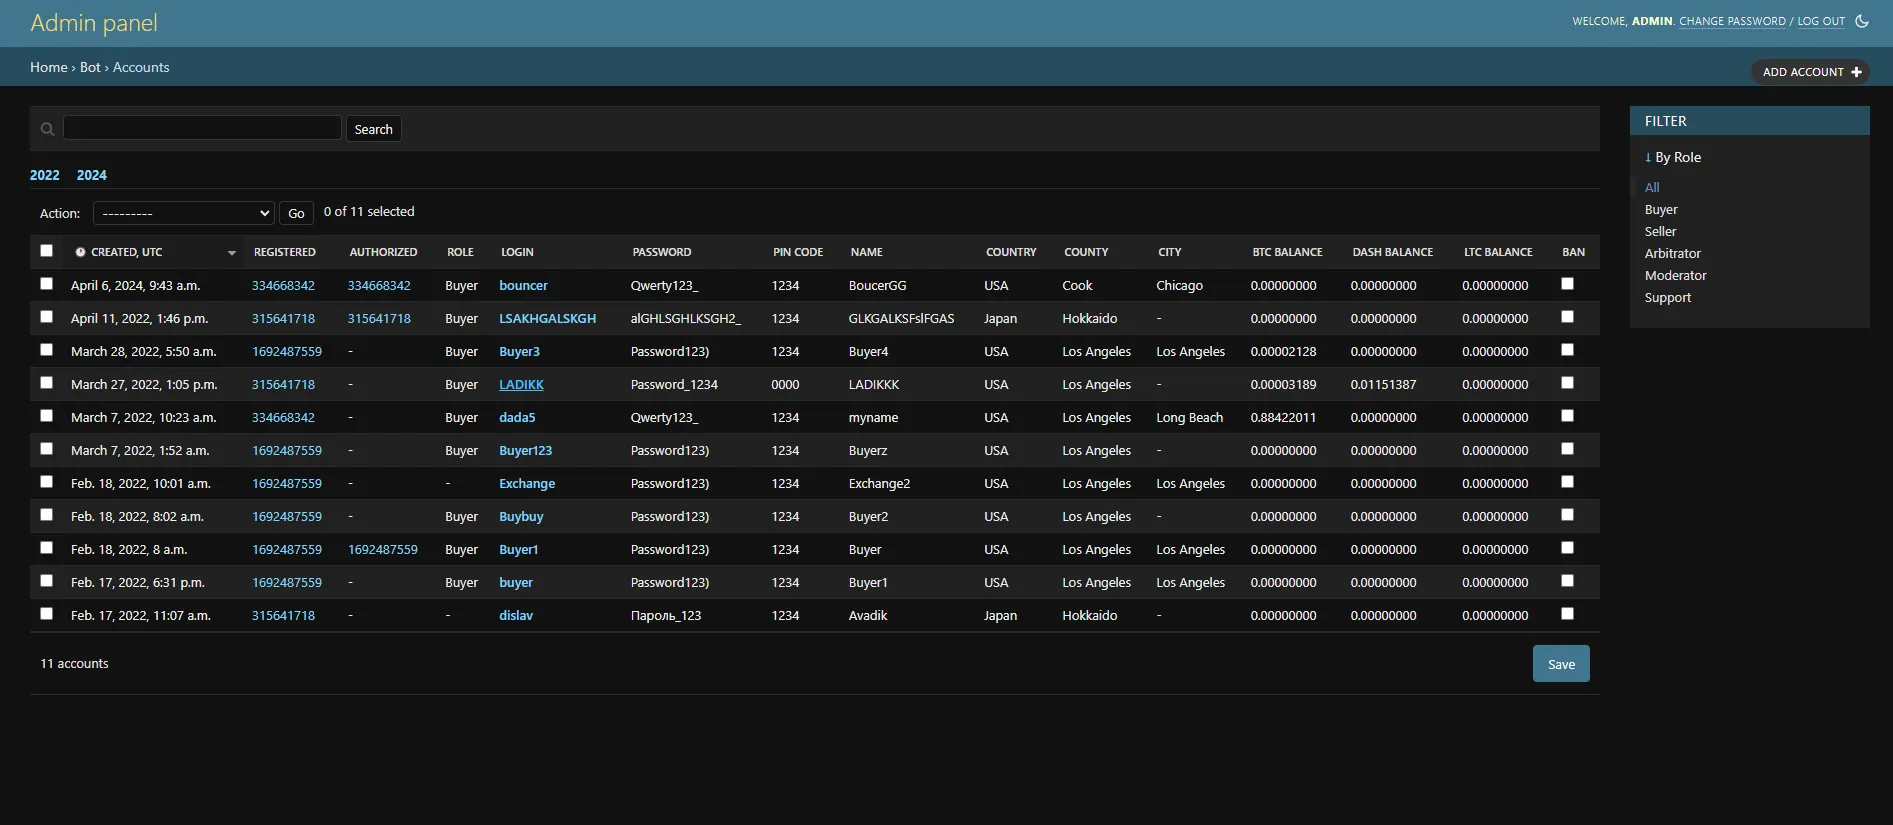 Admin panel
WELCOME, ADMIN. CHANGE PASSWORD / LOG OUT
Home › Bot › Accounts
ADD ACCOUNT +
Search
2022 2024
Action: --------- Go 0 of 11 selected
CREATED, UTC REGISTERED AUTHORIZED ROLE LOGIN PASSWORD PIN CODE NAME COUNTRY COUNTY CITY BTC BALANCE DASH BALANCE LTC BALANCE BAN
April 6, 2024, 9:43 a.m. 334668342 334668342 Buyer bouncer Qwerty123_ 1234 BoucerGG USA Cook Chicago 0.00000000 0.00000000 0.00000000
April 11, 2022, 1:46 p.m. 315641718 315641718 Buyer LSAKHGALSKGH alGHLSGHLKSGH2_ 1234 GLKGALKSFslFGAS Japan Hokkaido - 0.00000000 0.00000000 0.00000000
March 28, 2022, 5:50 a.m. 1692487559 - Buyer Buyer3 Password123) 1234 Buyer4 USA Los Angeles Los Angeles 0.00002128 0.00000000 0.00000000
March 27, 2022, 1:05 p.m. 315641718 - Buyer LADIKK Password_1234 0000 LADIKKK USA Los Angeles - 0.00003189 0.01151387 0.00000000
March 7, 2022, 10:23 a.m. 334668342 - Buyer dada5 Qwerty123_ 1234 myname USA Los Angeles Long Beach 0.88422011 0.00000000 0.00000000
March 7, 2022, 1:52 a.m. 1692487559 - Buyer Buyer123 Password123) 1234 Buyerz USA Los Angeles - 0.00000000 0.00000000 0.00000000
Feb. 18, 2022, 10:01 a.m. 1692487559 - - Exchange Password123) 1234 Exchange2 USA Los Angeles Los Angeles 0.00000000 0.00000000 0.00000000
Feb. 18, 2022, 8:02 a.m. 1692487559 - Buyer Buybuy Password123) 1234 Buyer2 USA Los Angeles - 0.00000000 0.00000000 0.00000000
Feb. 18, 2022, 8 a.m. 1692487559 1692487559 Buyer Buyer1 Password123) 1234 Buyer USA Los Angeles Los Angeles 0.00000000 0.00000000 0.00000000
Feb. 17, 2022, 6:31 p.m. 1692487559 - Buyer buyer Password123) 1234 Buyer1 USA Los Angeles Los Angeles 0.00000000 0.00000000 0.00000000
Feb. 17, 2022, 11:07 a.m. 315641718 - - dislav Пароль_123 1234 Avadik Japan Hokkaido - 0.00000000 0.00000000 0.00000000
11 accounts
Save
FILTER
↓ By Role
All
Buyer
Seller
Arbitrator
Moderator
Support